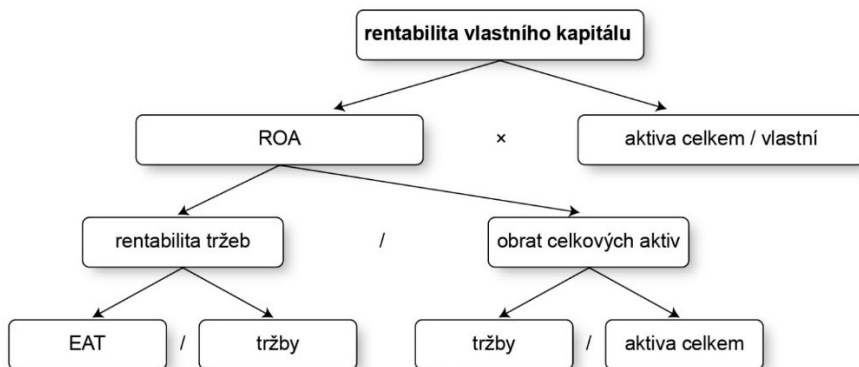 rentabilita vlastního kapitálu
ROA × aktiva celkem / vlastní
rentabilita tržeb / obrat celkových aktiv
EAT / tržby tržby / aktiva celkem